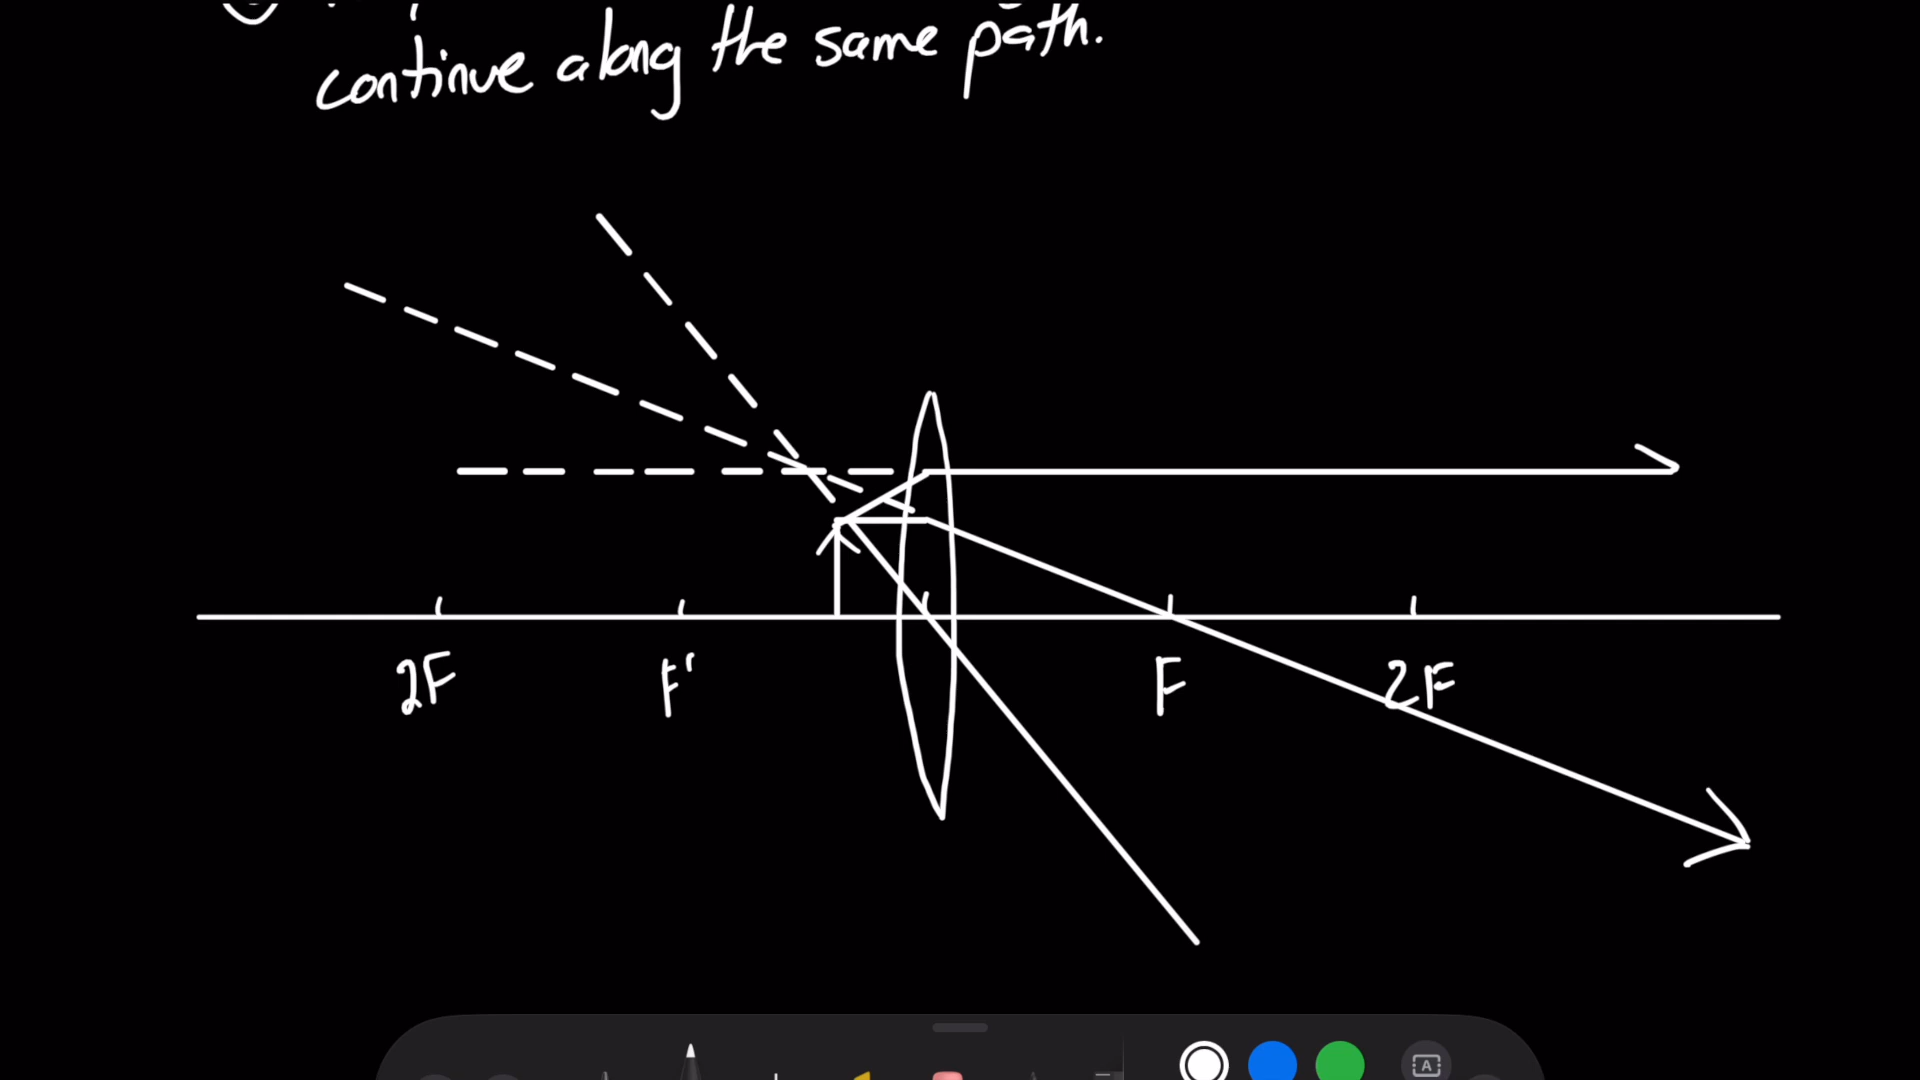 continue along the same path.
2F F' F 2F
A